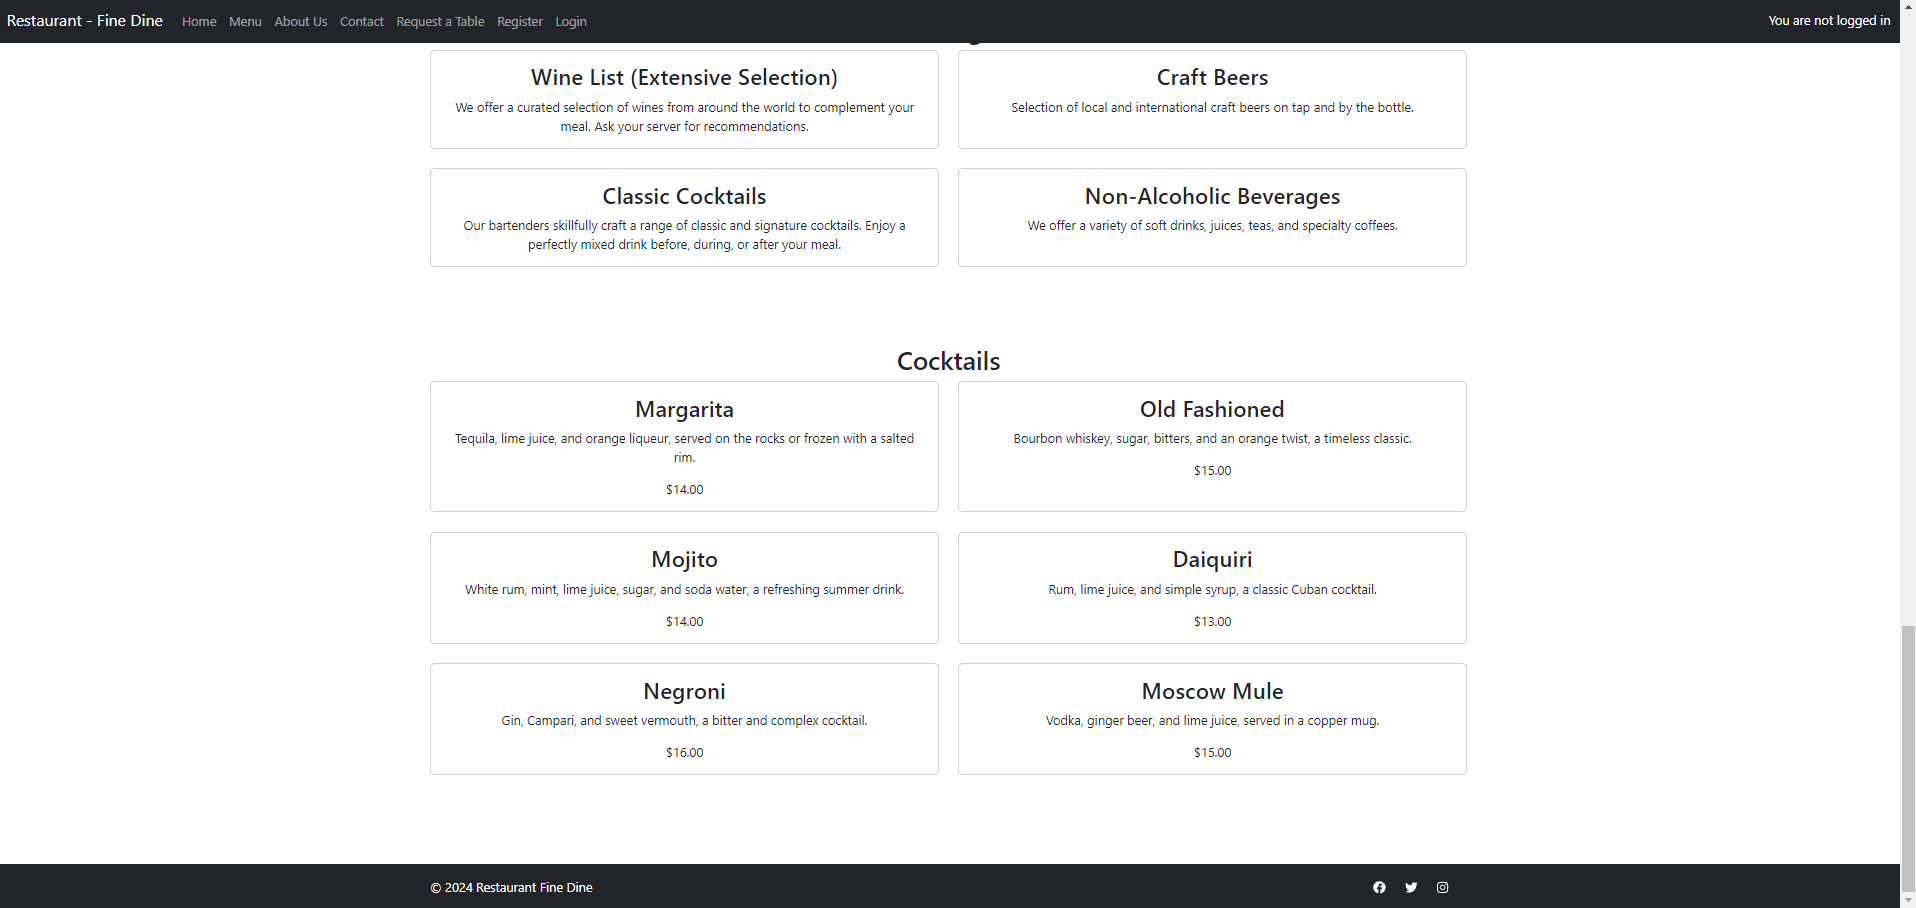 Restaurant - Fine Dine Home Menu About Us Contact Request a Table Register Login You are not logged in
Wine List (Extensive Selection)
We offer a curated selection of wines from around the world to complement your
meal. Ask your server for recommendations.
Craft Beers
Selection of local and international craft beers on tap and by the bottle.
Classic Cocktails
Our bartenders skillfully craft a range of classic and signature cocktails. Enjoy a
perfectly mixed drink before, during, or after your meal.
Non-Alcoholic Beverages
We offer a variety of soft drinks, juices, teas, and specialty coffees.
Cocktails
Margarita
Tequila, lime juice, and orange liqueur, served on the rocks or frozen with a salted
rim.
$14.00
Old Fashioned
Bourbon whiskey, sugar, bitters, and an orange twist, a timeless classic.
$15.00
Mojito
White rum, mint, lime juice, sugar, and soda water, a refreshing summer drink.
$14.00
Daiquiri
Rum, lime juice, and simple syrup, a classic Cuban cocktail.
$13.00
Negroni
Gin, Campari, and sweet vermouth, a bitter and complex cocktail.
$16.00
Moscow Mule
Vodka, ginger beer, and lime juice, served in a copper mug.
$15.00
© 2024 Restaurant Fine Dine